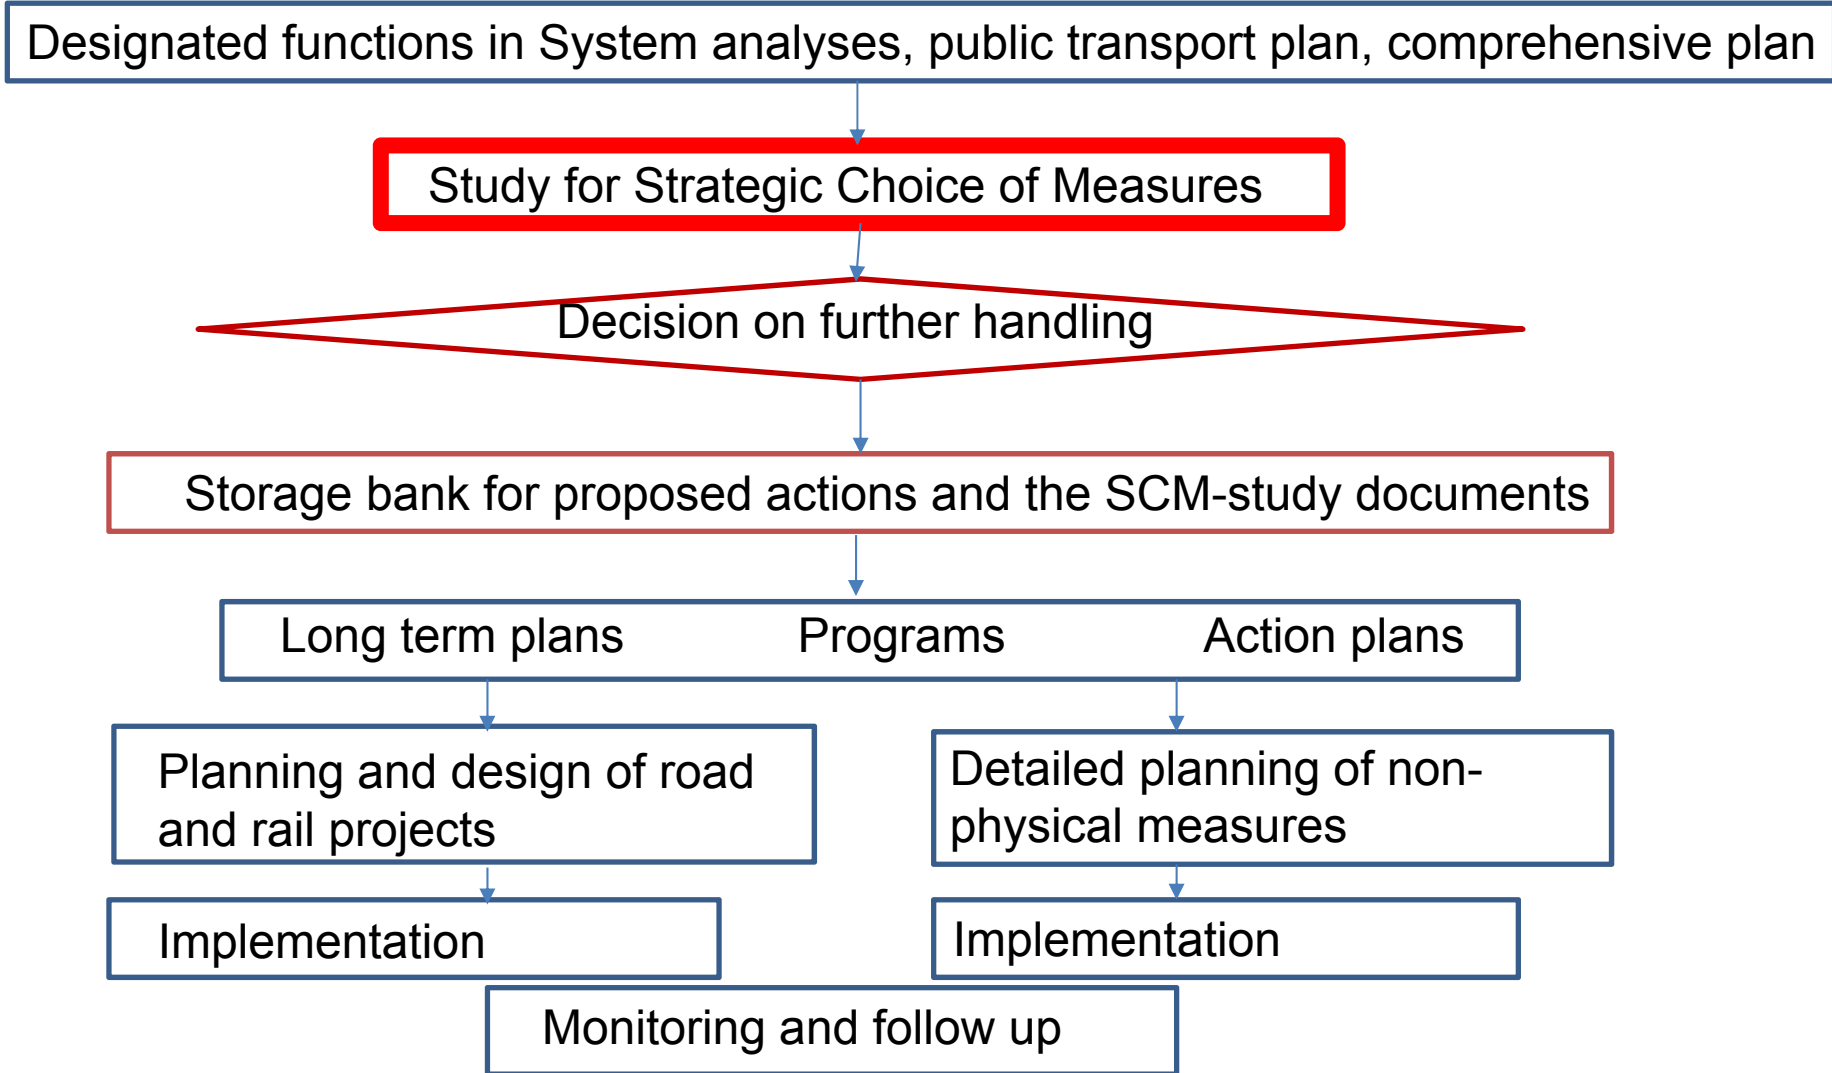 Designated functions in System analyses, public transport plan, comprehensive plan
Study for Strategic Choice of Measures
Decision on further handling
Storage bank for proposed actions and the SCM-study documents
Long term plans Programs Action plans
Planning and design of road
and rail projects
Detailed planning of non-
physical measures
Implementation
Implementation
Monitoring and follow up